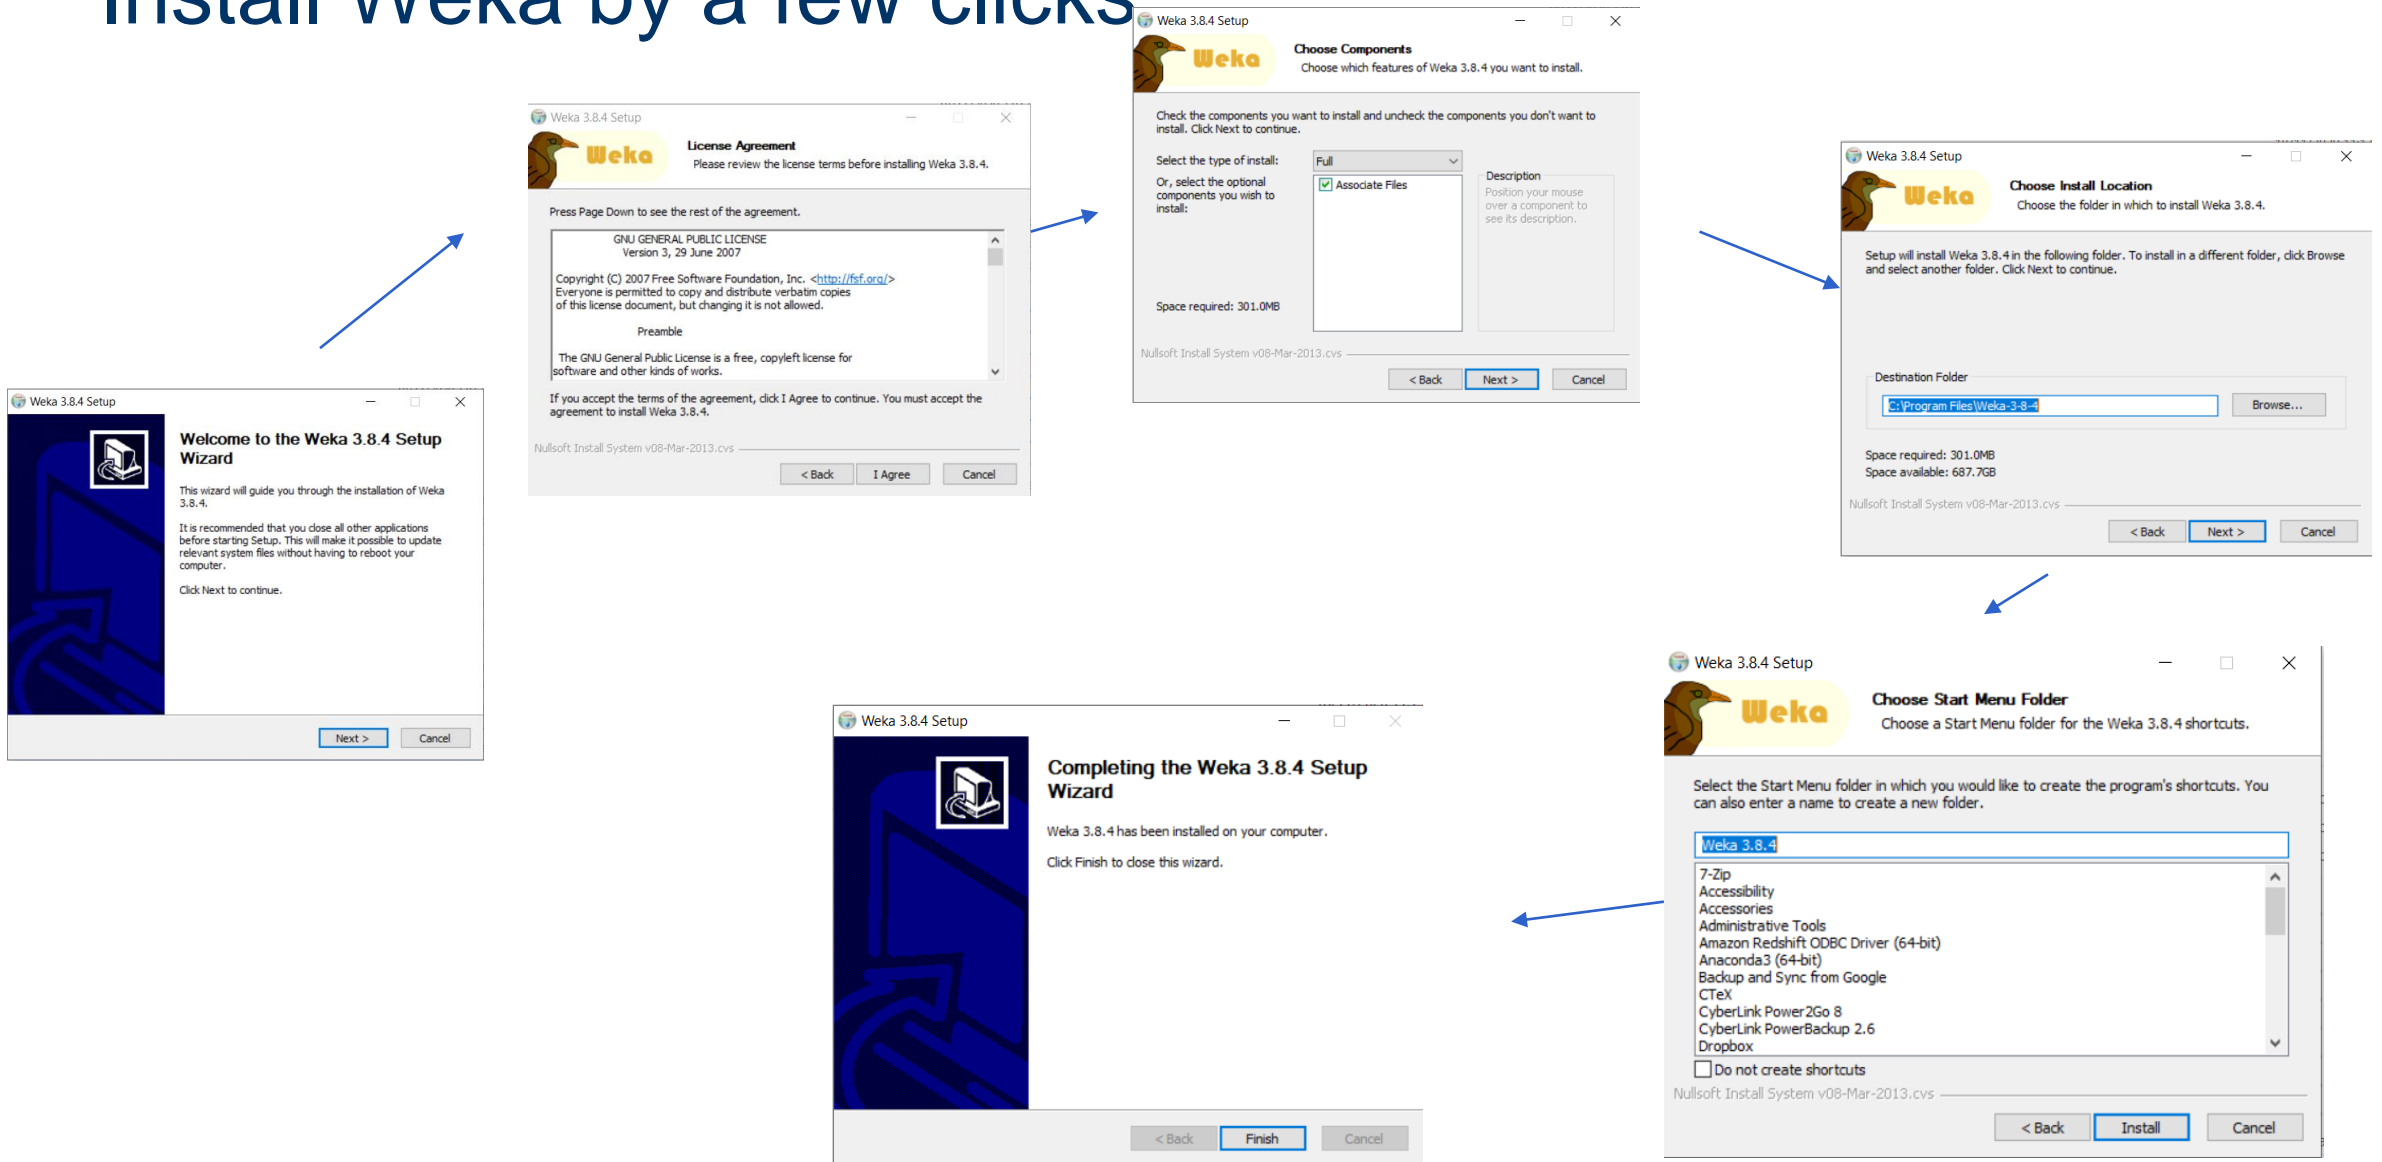 Install Weka by a few clicks
Weka 3.8.4 Setup
Welcome to the Weka 3.8.4 Setup
Wizard
This wizard will guide you through the installation of Weka
3.8.4.
It is recommended that you close all other applications
before starting Setup. This will make it possible to update
relevant system files without having to reboot your
computer.
Click Next to continue.
Next >
Cancel
Weka 3.8.4 Setup
Weka
License Agreement
Please review the license terms before installing Weka 3.8.4.
Press Page Down to see the rest of the agreement.
GNU GENERAL PUBLIC LICENSE
Version 3, 29 June 2007
Copyright (C) 2007 Free Software Foundation, Inc. <http://fsf.org/>
Everyone is permitted to copy and distribute verbatim copies
of this license document, but changing it is not allowed.
Preamble
The GNU General Public License is a free, copyleft license for
software and other kinds of works.
If you accept the terms of the agreement, click I Agree to continue. You must accept the
agreement to install Weka 3.8.4.
Nullsoft Install System v08-Mar-2013.cvs
< Back
I Agree
Cancel
Weka 3.8.4 Setup
Weka
Choose Components
Choose which features of Weka 3.8.4 you want to install.
Check the components you want to install and uncheck the components you don't want to
install. Click Next to continue.
Select the type of install:
Full
Or, select the optional
components you wish to
install:
Associate Files
Description
Position your mouse
over a component to
see its description.
Space required: 301.0MB
Nullsoft Install System v08-Mar-2013.cvs
< Back
Next >
Cancel
Weka 3.8.4 Setup
Weka
Choose Install Location
Choose the folder in which to install Weka 3.8.4.
Setup will install Weka 3.8.4 in the following folder. To install in a different folder, click Browse
and select another folder. Click Next to continue.
Destination Folder
C:\Program Files\Weka-3-8-4
Browse...
Space required: 301.0MB
Space available: 687.7GB
Nullsoft Install System v08-Mar-2013.cvs
< Back
Next >
Cancel
Weka 3.8.4 Setup
Weka
Choose Start Menu Folder
Choose a Start Menu folder for the Weka 3.8.4 shortcuts.
Select the Start Menu folder in which you would like to create the program's shortcuts. You
can also enter a name to create a new folder.
Weka 3.8.4
7-Zip
Accessibility
Accessories
Administrative Tools
Amazon Redshift ODBC Driver (64-bit)
Anaconda3 (64-bit)
Backup and Sync from Google
CTeX
CyberLink Power2Go 8
CyberLink PowerBackup 2.6
Dropbox
Do not create shortcuts
Nullsoft Install System v08-Mar-2013.cvs
< Back
Install
Cancel
Weka 3.8.4 Setup
Completing the Weka 3.8.4 Setup
Wizard
Weka 3.8.4 has been installed on your computer.
Click Finish to close this wizard.
< Back
Finish
Cancel